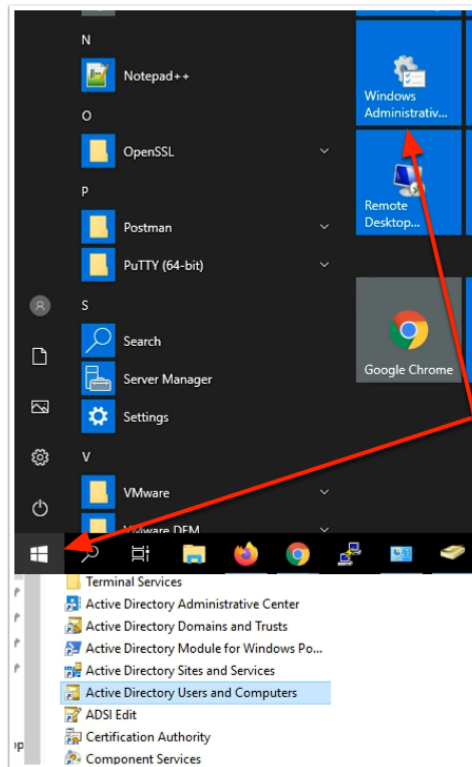 N
Notepad++
O
OpenSSL
P
Postman
PuTTY (64-bit)
S
Search
Server Manager
Settings
V
VMware
VMware DEM
Windows
Administrativ...
Remote
Desktop...
Google Chrome
Terminal Services
Active Directory Administrative Center
Active Directory Domains and Trusts
Active Directory Module for Windows Po...
Active Directory Sites and Services
Active Directory Users and Computers
ADSI Edit
Certification Authority
Component Services